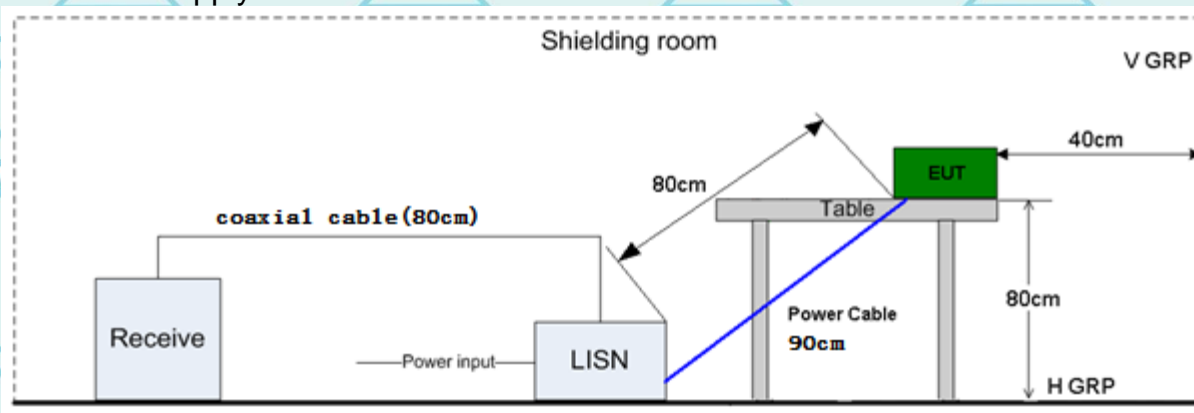 Shielding room
V GRP
40cm
EUT
80cm
Table
coaxial cable(80cm)
80cm
Power Cable
90cm
Receive
Power input
LISN
H GRP